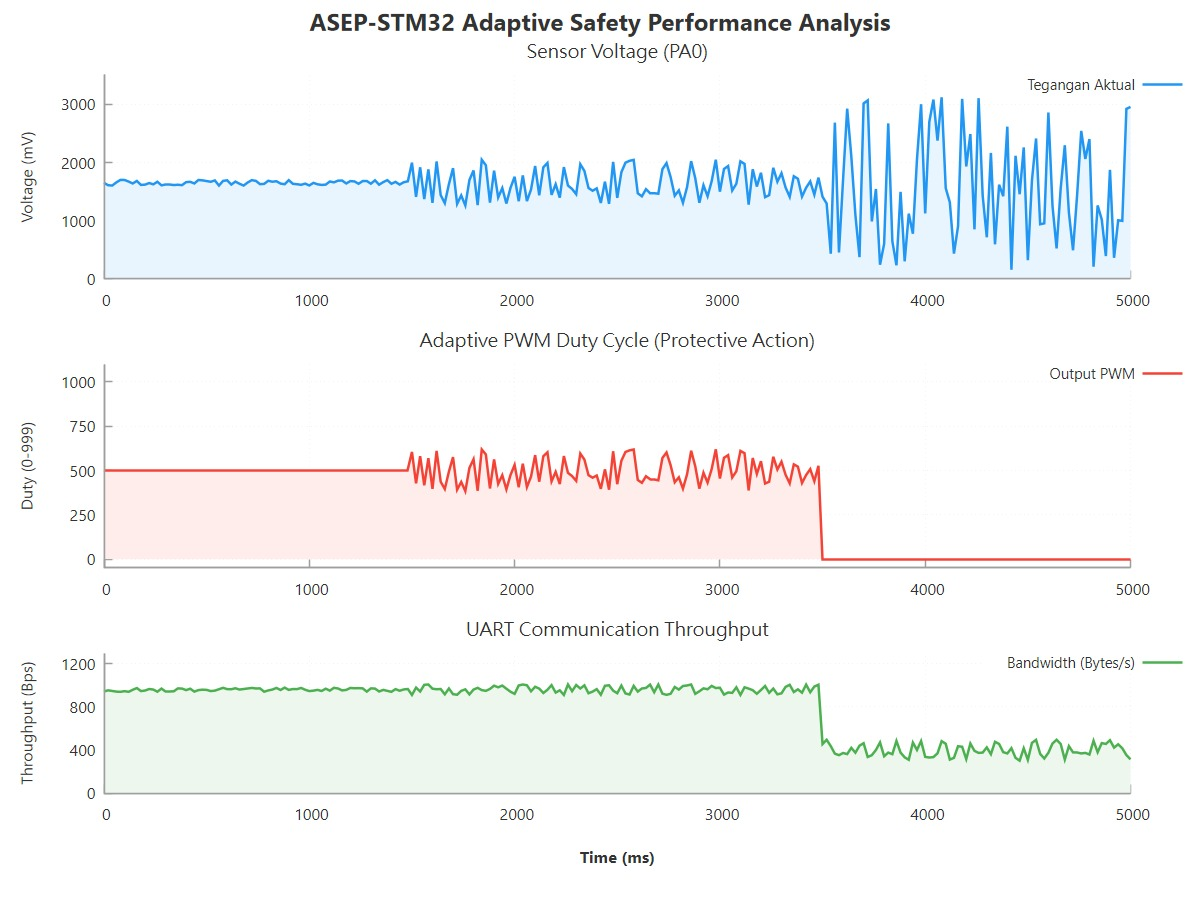 ASEP-STM32 Adaptive Safety Performance Analysis
Sensor Voltage (PA0)
Tegangan Aktual
Voltage (mV)
3000
2000
1000
0
0 1000 2000 3000 4000 5000
Adaptive PWM Duty Cycle (Protective Action)
Output PWM
Duty (0-999)
1000
750
500
250
0
0 1000 2000 3000 4000 5000
UART Communication Throughput
Bandwidth (Bytes/s)
Throughput (Bps)
1200
800
400
0
0 1000 2000 3000 4000 5000
Time (ms)